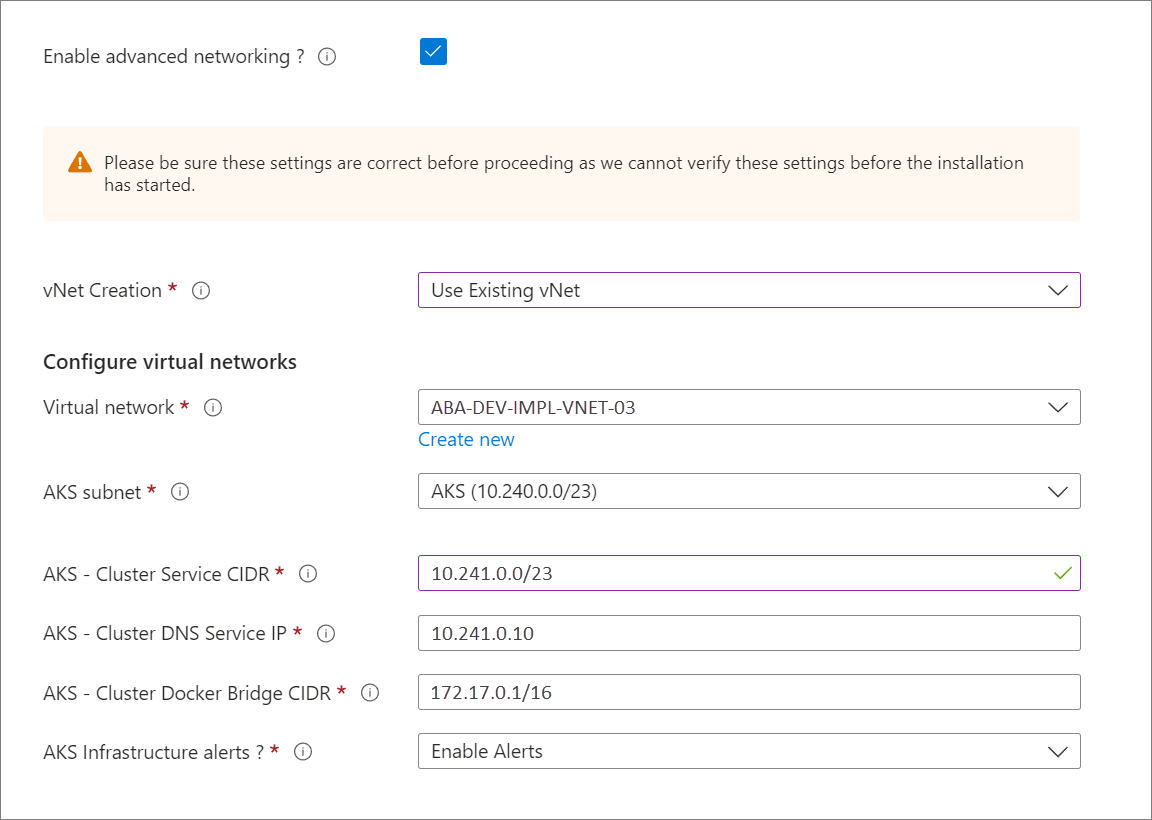 Enable advanced networking ?
Please be sure these settings are correct before proceeding as we cannot verify these settings before the installation
has started.
vNet Creation *
Use Existing vNet
Configure virtual networks
Virtual network *
ABA-DEV-IMPL-VNET-03
Create new
AKS subnet *
AKS (10.240.0.0/23)
AKS - Cluster Service CIDR *
10.241.0.0/23
AKS - Cluster DNS Service IP *
10.241.0.10
AKS - Cluster Docker Bridge CIDR *
172.17.0.1/16
AKS Infrastructure alerts ? *
Enable Alerts